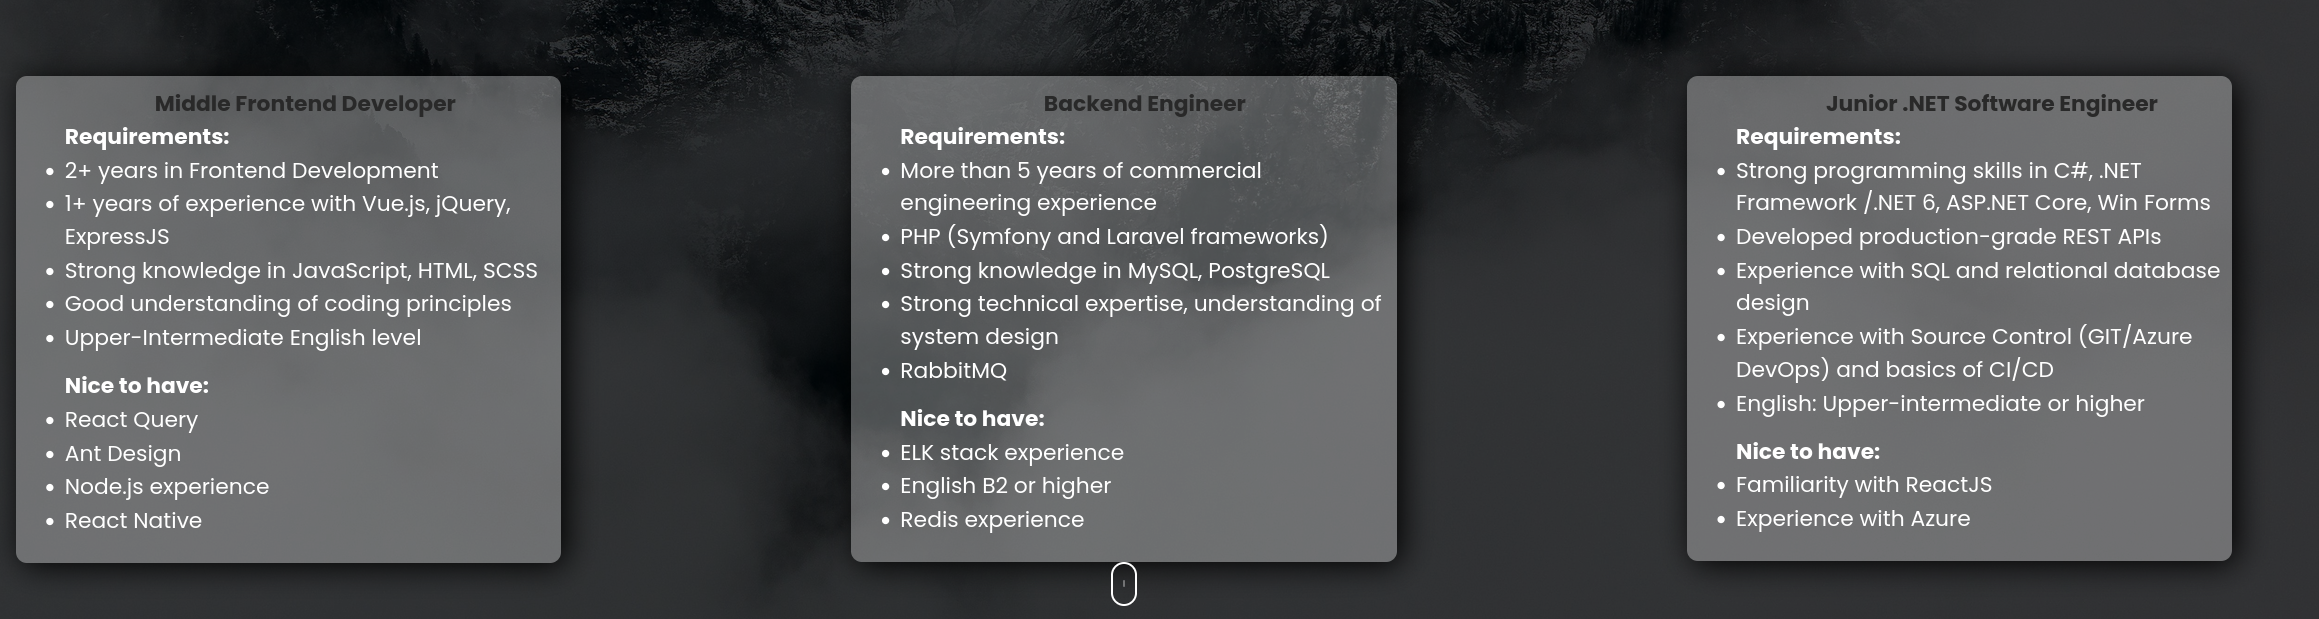 Middle Frontend Developer
Requirements:
• 2+ years in Frontend Development
• 1+ years of experience with Vue.js, jQuery,
ExpressJS
• Strong knowledge in JavaScript, HTML, SCSS
• Good understanding of coding principles
• Upper-Intermediate English level
Nice to have:
• React Query
• Ant Design
• Node.js experience
• React Native
Backend Engineer
Requirements:
• More than 5 years of commercial
engineering experience
• PHP (Symfony and Laravel frameworks)
• Strong knowledge in MySQL, PostgreSQL
• Strong technical expertise, understanding of
system design
• RabbitMQ
Nice to have:
• ELK stack experience
• English B2 or higher
• Redis experience
Junior .NET Software Engineer
Requirements:
• Strong programming skills in C#, .NET
Framework /.NET 6, ASP.NET Core, Win Forms
• Developed production-grade REST APIs
• Experience with SQL and relational database
design
• Experience with Source Control (GIT/Azure
DevOps) and basics of CI/CD
• English: Upper-intermediate or higher
Nice to have:
• Familiarity with ReactJS
• Experience with Azure